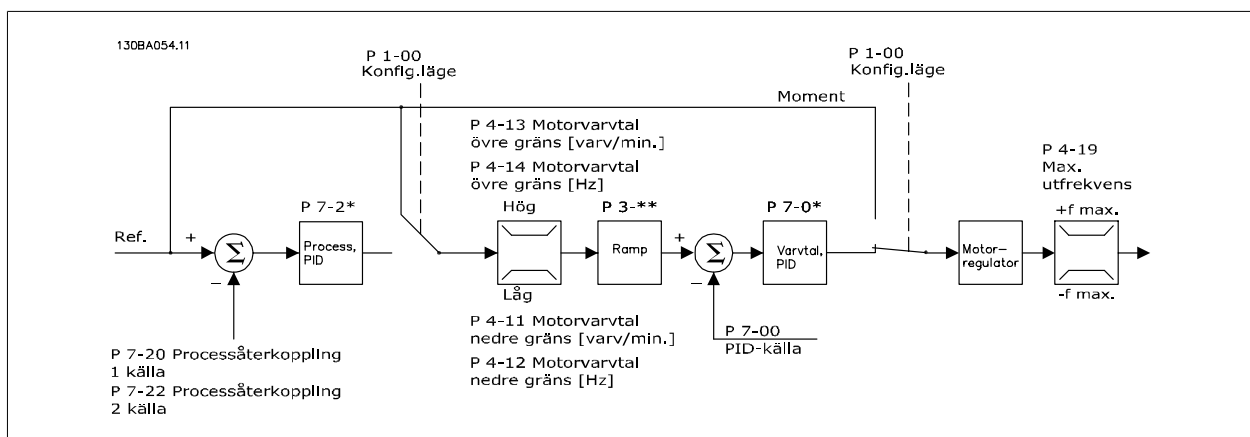 130BA054.11
P 1-00
Konfig.läge
P 1-00
Konfig.läge
Moment
P 4-13 Motorvarvtal
övre gräns [varv/min.]
P 4-14 Motorvarvtal
övre gräns [Hz]
P 4-19
Max.
utfrekvens
P 7-2*
Hög
P 3-**
P 7-0*
+f max.
Ref.
+
Σ
−
Process,
PID
Ramp
+
Σ
−
Varvtal,
PID
Motor-
regulator
Låg
-f max.
P 4-11 Motorvarvtal
nedre gräns [varv/min.]
P 4-12 Motorvarvtal
nedre gräns [Hz]
P 7-00
PID-källa
P 7-20 Processåterkoppling
1 källa
P 7-22 Processåterkoppling
2 källa